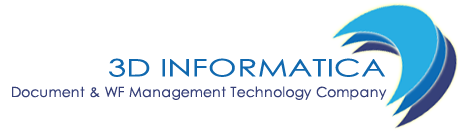 3D INFORMATICA
Document & WF Management Technology Company